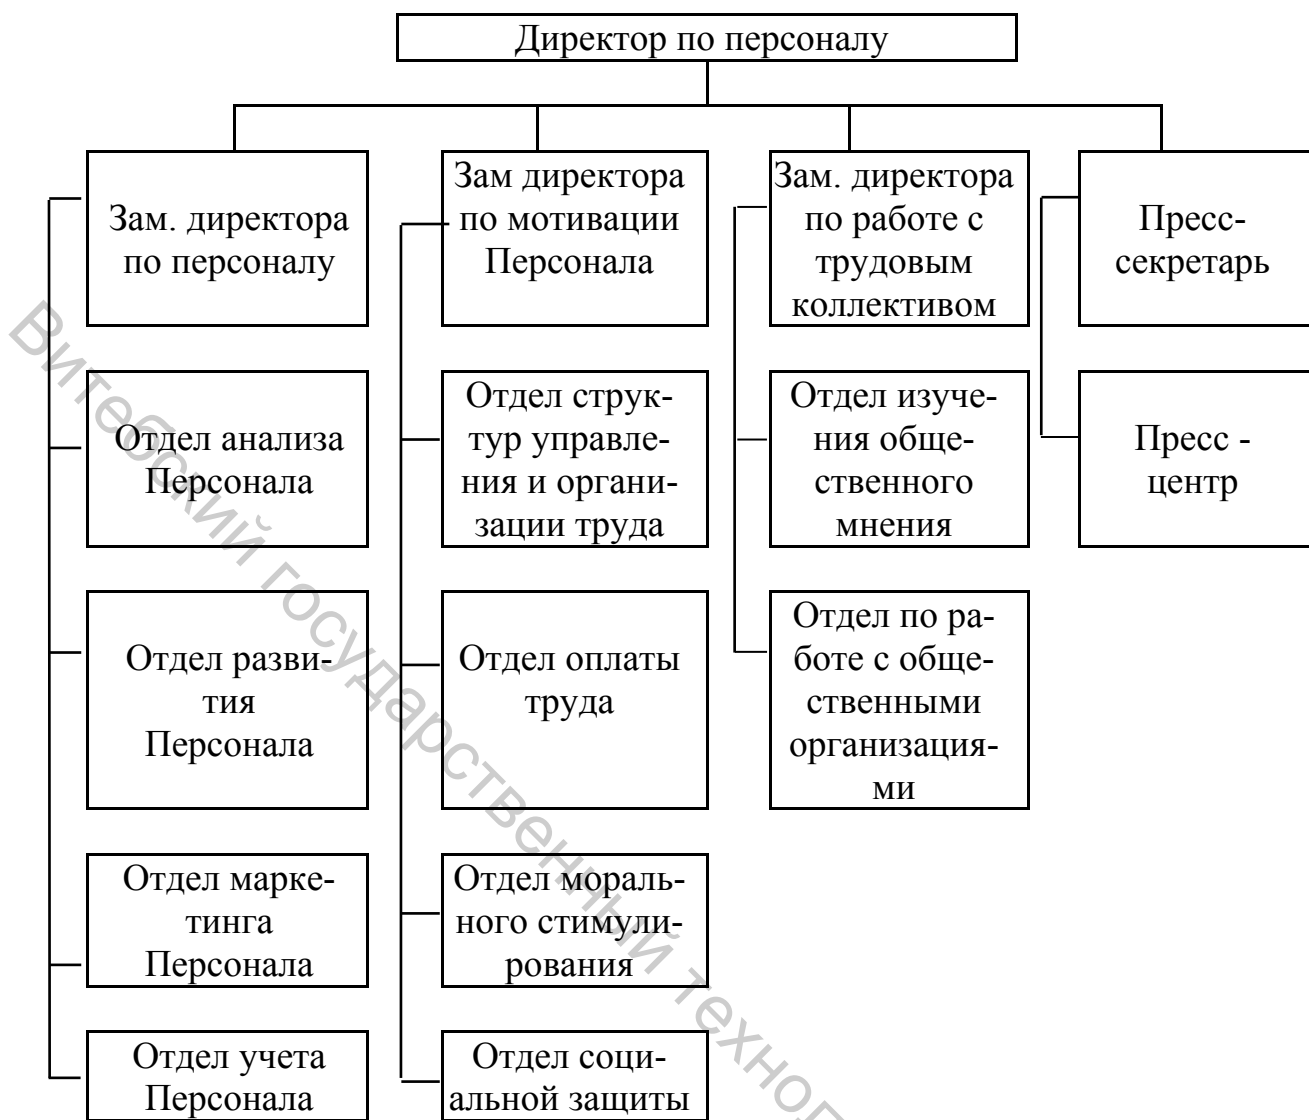 Директор по персоналу
Зам. директора
по персоналу
Зам директора
по мотивации
Персонала
Зам. директора
по работе с
трудовым
коллективом
Пресс-
секретарь
Отдел анализа
Персонала
Отдел струк-
тур управле-
ния и органи-
зации труда
Отдел изуче-
ния обще-
ственного
мнения
Пресс -
центр
Отдел разви-
тия
Персонала
Отдел оплаты
труда
Отдел по ра-
боте с обще-
ственными
организация-
ми
Отдел марке-
тинга
Персонала
Отдел мораль-
ного стимули-
рования
Отдел учета
Персонала
Отдел соци-
альной защиты
Витебский государственный